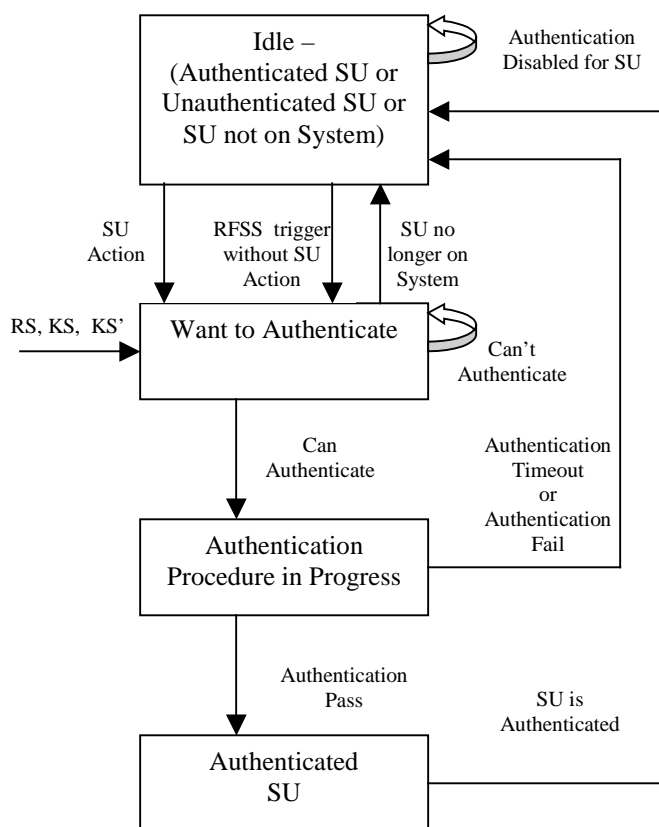 Idle –
(Authenticated SU or
Unauthenticated SU or
SU not on System)
Authentication
Disabled for SU
SU
Action
RFSS trigger
without SU
Action
SU no
longer on
System
RS, KS, KS’
Want to Authenticate
Can’t
Authenticate
Can
Authenticate
Authentication
Timeout
or
Authentication
Fail
Authentication
Procedure in Progress
Authentication
Pass
SU is
Authenticated
Authenticated
SU